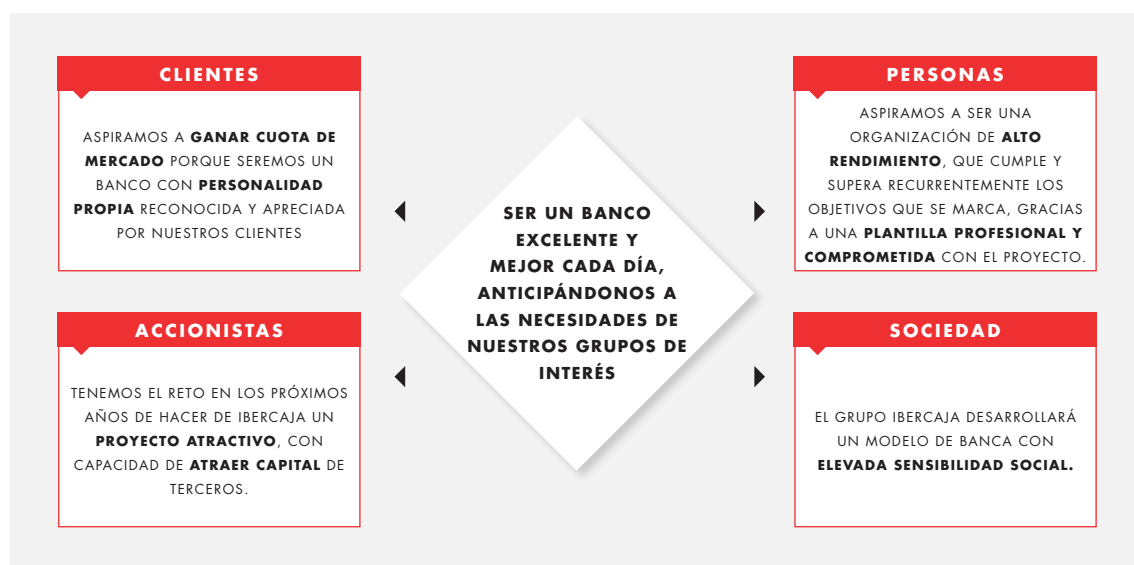 CLIENTES
ASPIRAMOS A GANAR CUOTA DE
MERCADO PORQUE SEREMOS UN
BANCO CON PERSONALIDAD
PROPIA RECONOCIDA Y APRECIADA
POR NUESTROS CLIENTES
ACCIONISTAS
TENEMOS EL RETO EN LOS PRÓXIMOS
AÑOS DE HACER DE IBERCAJA UN
PROYECTO ATRACTIVO, CON
CAPACIDAD DE ATRAER CAPITAL DE
TERCEROS.
SER UN BANCO
EXCELENTE Y
MEJOR CADA DÍA,
ANTICIPÁNDONOS A
LAS NECESIDADES DE
NUESTROS GRUPOS DE
INTERÉS
PERSONAS
ASPIRAMOS A SER UNA
ORGANIZACIÓN DE ALTO
RENDIMIENTO, QUE CUMPLE Y
SUPERA RECURRENTEMENTE LOS
OBJETIVOS QUE SE MARCA, GRACIAS
A UNA PLANTILLA PROFESIONAL Y
COMPROMETIDA CON EL PROYECTO.
SOCIEDAD
EL GRUPO IBERCAJA DESARROLLARÁ
UN MODELO DE BANCA CON
ELEVADA SENSIBILIDAD SOCIAL.